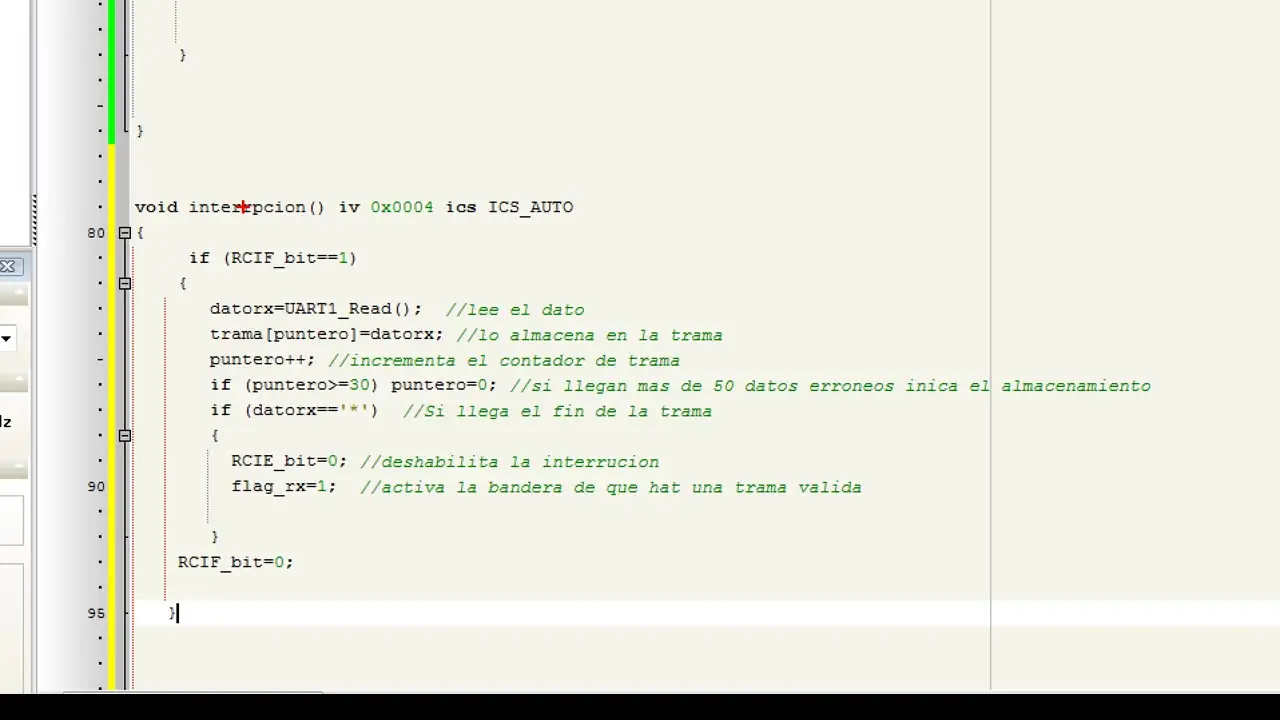 }
}
void interrpcion() iv 0x0004 ics ICS_AUTO
80 {
if (RCIF_bit==1)
{
datorx=UART1_Read(); //lee el dato
trama[puntero]=datorx; //lo almacena en la trama
puntero++; //incrementa el contador de trama
if (puntero>=30) puntero=0; //si llegan mas de 50 datos erroneos inica el almacenamiento
if (datorx=='*') //Si llega el fin de la trama
{
RCIE_bit=0; //deshabilita la interrucion
90 flag_rx=1; //activa la bandera de que hat una trama valida
}
RCIF_bit=0;
95 }
lz